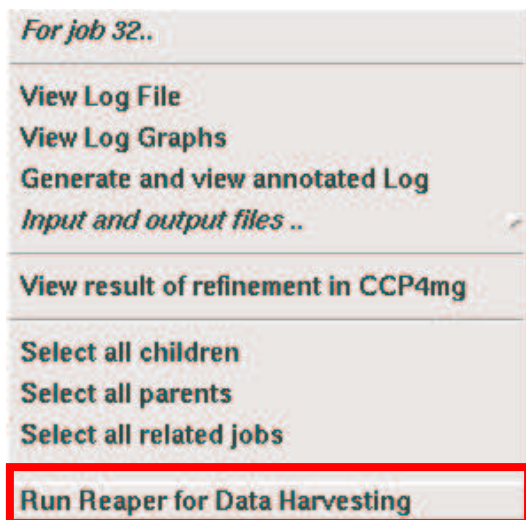 For job 32..
View Log File
View Log Graphs
Generate and view annotated Log
Input and output files ..
View result of refinement in CCP4mg
Select all children
Select all parents
Select all related jobs
Run Reaper for Data Harvesting